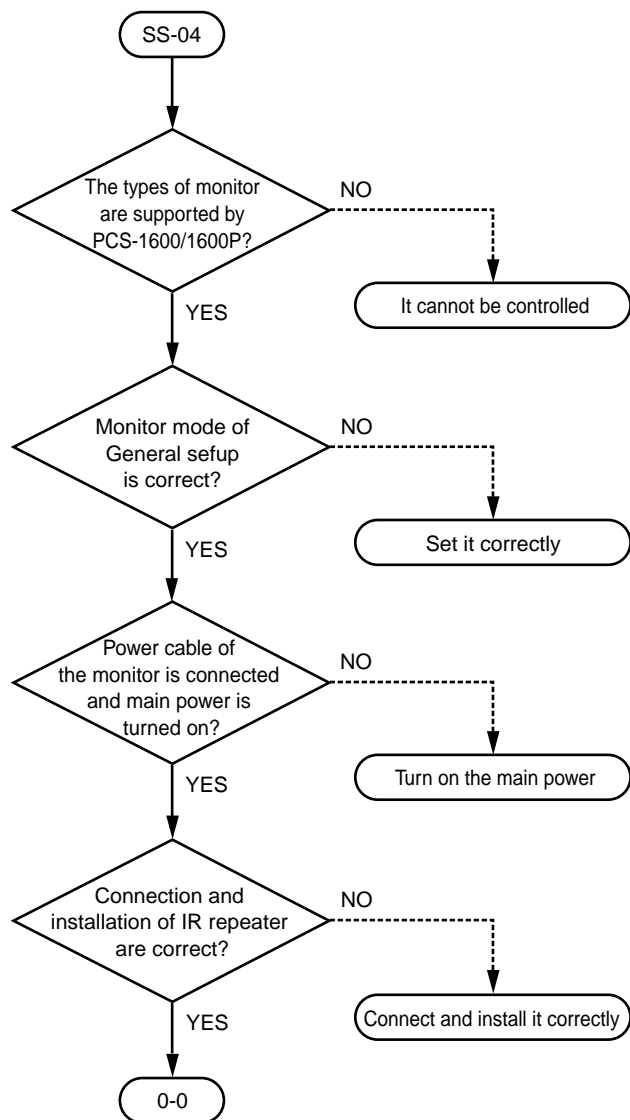 SS-04
The types of monitor
are supported by
PCS-1600/1600P?
NO
It cannot be controlled
YES
Monitor mode of
General sefup
is correct?
NO
Set it correctly
YES
Power cable of
the monitor is connected
and main power is
turned on?
NO
Turn on the main power
YES
Connection and
installation of IR repeater
are correct?
NO
Connect and install it correctly
YES
0-0